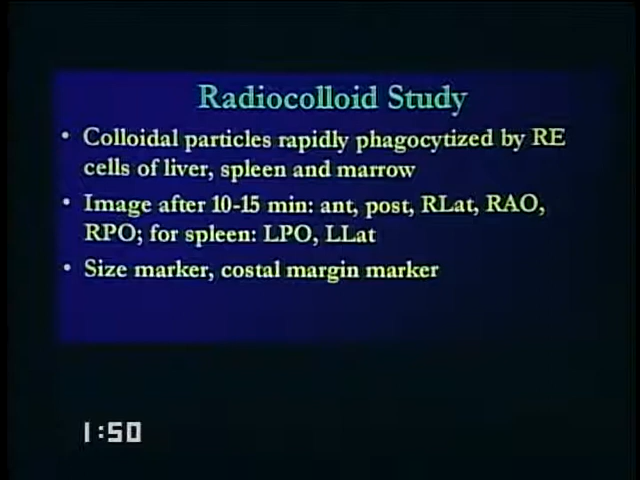 Radiocolloid Study
• Colloidal particles rapidly phagocytized by RE
cells of liver, spleen and marrow
• Image after 10-15 min: ant, post, RLat, RAO,
RPO; for spleen: LPO, LLat
• Size marker, costal margin marker
1:50